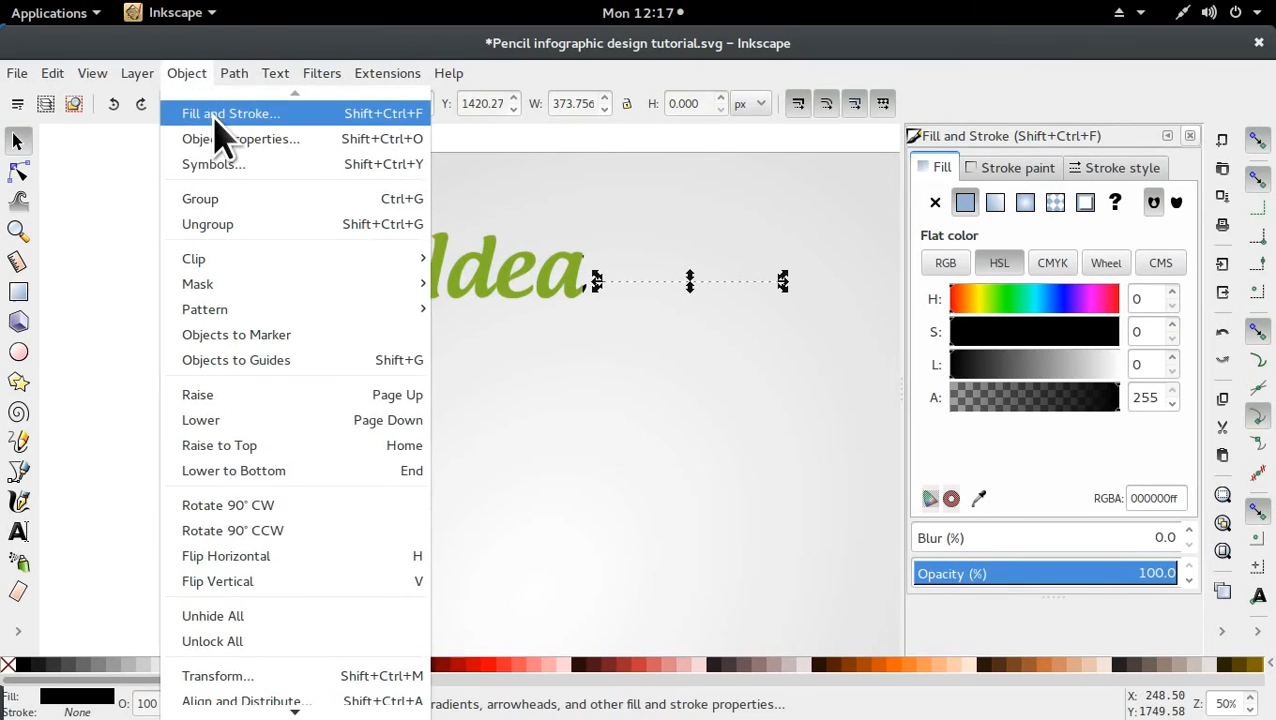 Applications Inkscape Mon 12:17
*Pencil infographic design tutorial.svg – Inkscape
File Edit View Layer Object Path Text Filters Extensions Help
Y: 1420.27 W: 373.756 H: 0.000 px
Fill and Stroke... Shift+Ctrl+F
Object Properties... Shift+Ctrl+O
Symbols... Shift+Ctrl+Y
Group Ctrl+G
Ungroup Shift+Ctrl+G
Clip
Mask
Pattern
Objects to Marker
Objects to Guides Shift+G
Raise Page Up
Lower Page Down
Raise to Top Home
Lower to Bottom End
Rotate 90° CW
Rotate 90° CCW
Flip Horizontal H
Flip Vertical V
Unhide All
Unlock All
Transform... Shift+Ctrl+M
Align and Distribute... Shift+Ctrl+A
Idea
Fill and Stroke (Shift+Ctrl+F)
Fill Stroke paint Stroke style
Flat color
RGB HSL CMYK Wheel CMS
H: 0
S: 0
L: 0
A: 255
RGBA: 000000ff
Blur (%) 0.0
Opacity (%) 100.0
Fill:
Stroke: None
O: 100
radients, arrowheads, and other fill and stroke properties...
X: 248.50
Y: 1749.58
Z: 50%